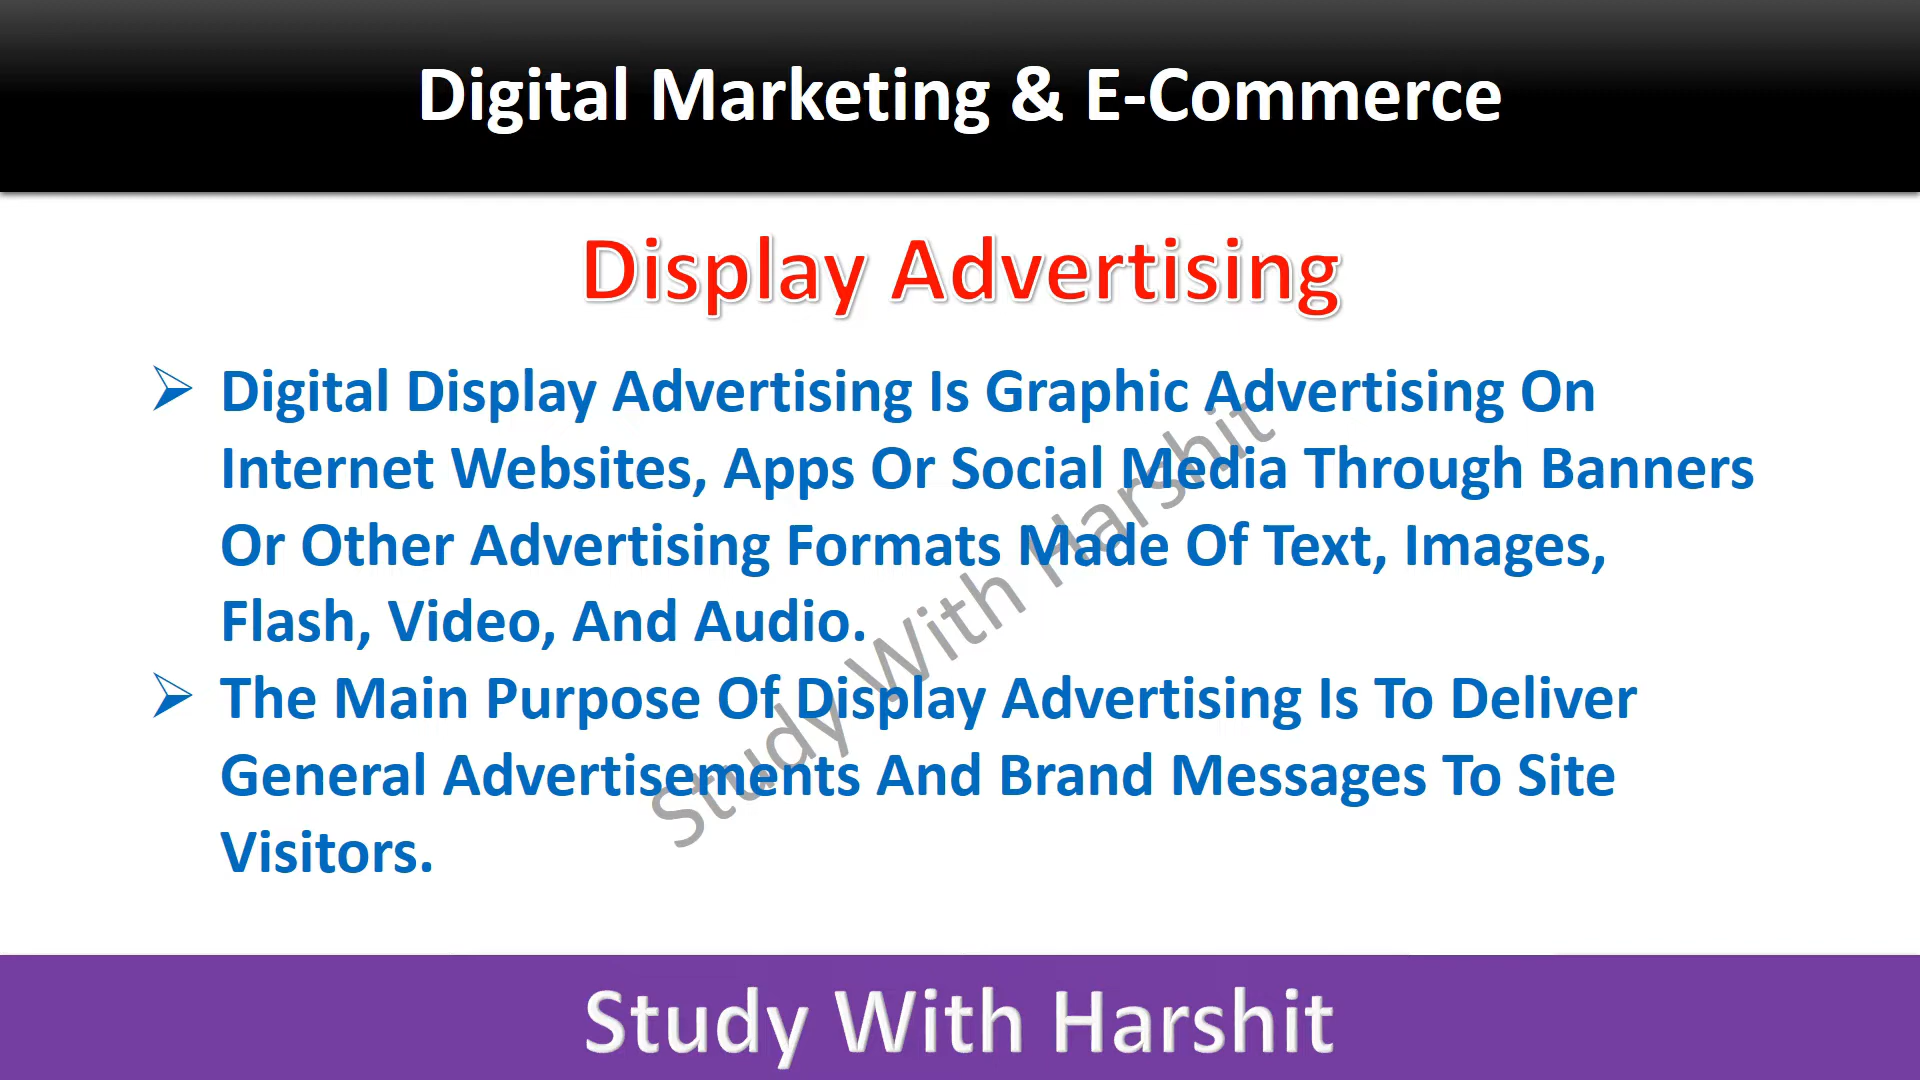 Digital Marketing & E-Commerce
Display Advertising
Digital Display Advertising Is Graphic Advertising On
Internet Websites, Apps Or Social Media Through Banners
Or Other Advertising Formats Made Of Text, Images,
Flash, Video, And Audio.
The Main Purpose Of Display Advertising Is To Deliver
General Advertisements And Brand Messages To Site
Visitors.
Study With Harshit
Study With Harshit